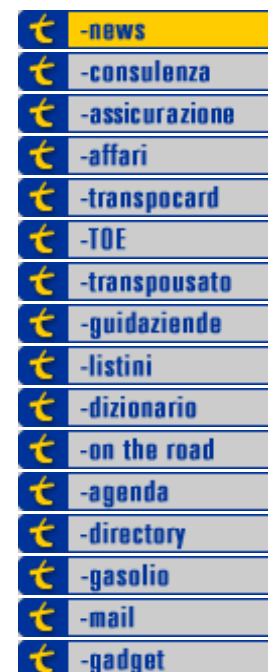 -news
-consulenza
-assicurazione
-affari
-transpocard
-TOE
-transpousato
-guidaziende
-listini
-dizionario
-on the road
-agenda
-directory
-gasolio
-mail
-gadget